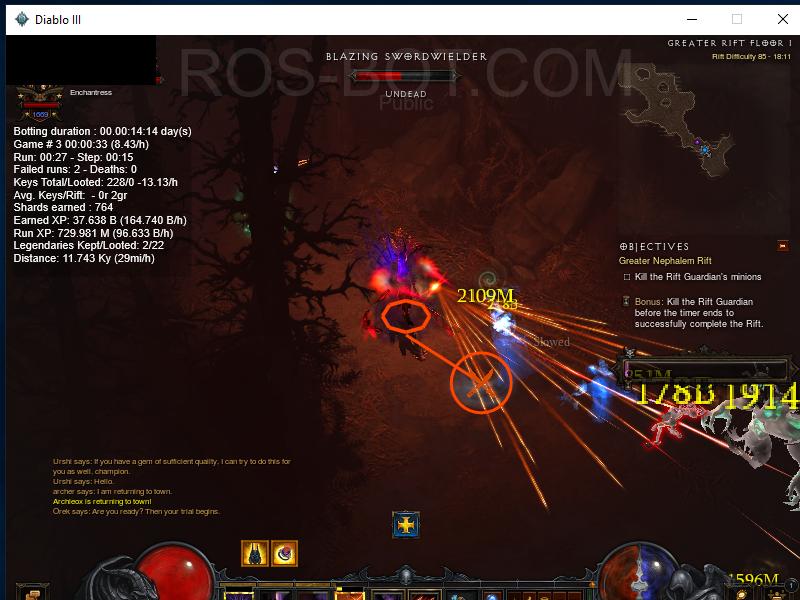 Diablo III
BLAZING SWORDWIELDER
UNDEAD
ROS-BOT.COM
Public
GREATER RIFT FLOOR 1
Rift Difficulty 85 - 18:11
Enchantress
1669
Botting duration : 00.00:14:14 day(s)
Game # 3 00:00:33 (8.43/h)
Run: 00:27 - Step: 00:15
Failed runs: 2 - Deaths: 0
Keys Total/Looted: 228/0 -13.13/h
Avg. Keys/Rift: - 0r 2gr
Shards earned : 764
Earned XP: 37.638 B (164.740 B/h)
Run XP: 729.981 M (96.633 B/h)
Legendaries Kept/Looted: 2/22
Distance: 11.743 Ky (29mi/h)
OBJECTIVES
Greater Nephalem Rift
Kill the Rift Guardian's minions
Bonus: Kill the Rift Guardian
before the timer ends to
successfully complete the Rift.
2109M
Slowed
251M
178B 1914
Urshi says: If you have a gem of sufficient quality, I can try to do this for
you as well, champion.
Urshi says: Hello.
archer says: I am returning to town.
Archleox is returning to town!
Orek says: Are you ready? Then your trial begins.
1596M
1